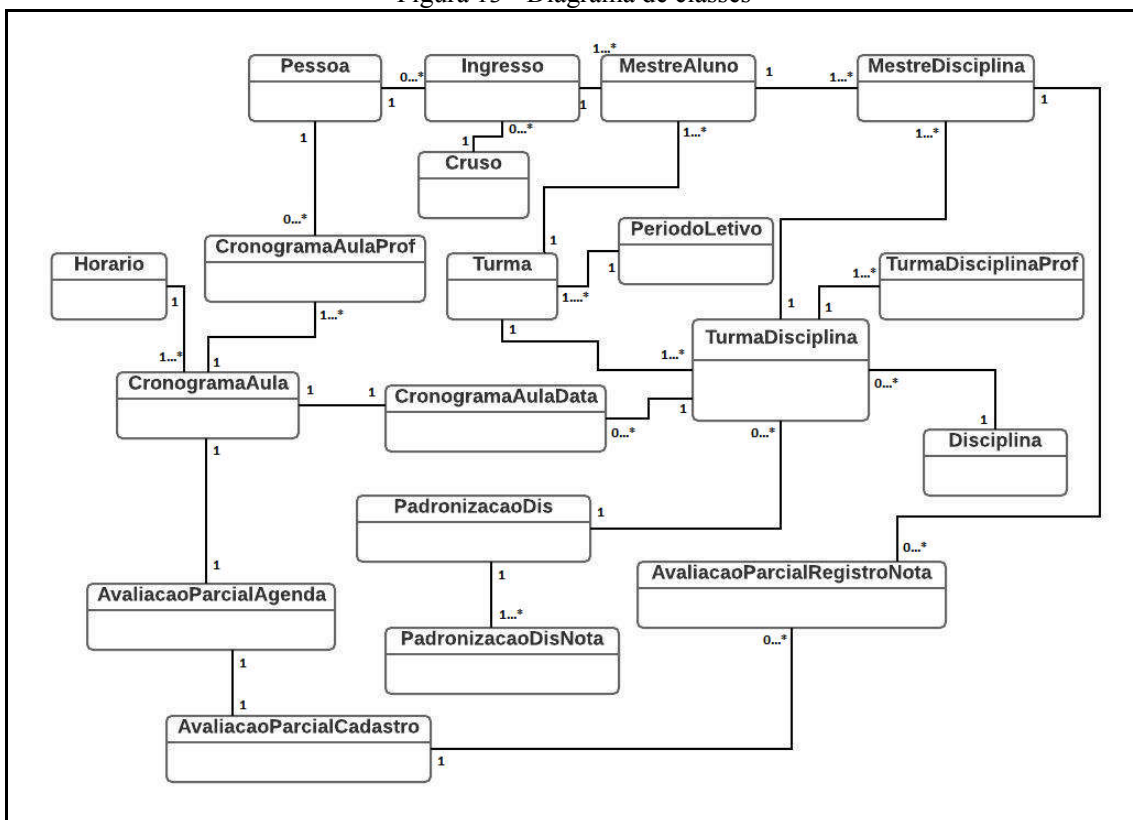 Figura 15 - Diagrama de classes
1...*
Pessoa 0...* Ingresso MestreAluno 1 1...* MestreDisciplina
1 1 1
1 0...* 1...* 1...*
1
Cruso
0...* PeriodoLetivo
CronogramaAulaProf 1
Horario Turma 1 1...* TurmaDisciplinaProf
1 1....*
1...* 1 1 1
TurmaDisciplina
1...* 1 1...*
CronogramaAula 1 1 CronogramaAulaData 0...*
1
0...* 1
1 0...* Disciplina
PadronizacaoDis 1
0...*
1 1 AvaliacaoParcialRegistroNota
AvaliacaoParcialAgenda 1...*
PadronizacaoDisNota 0...*
1
1
AvaliacaoParcialCadastro
1